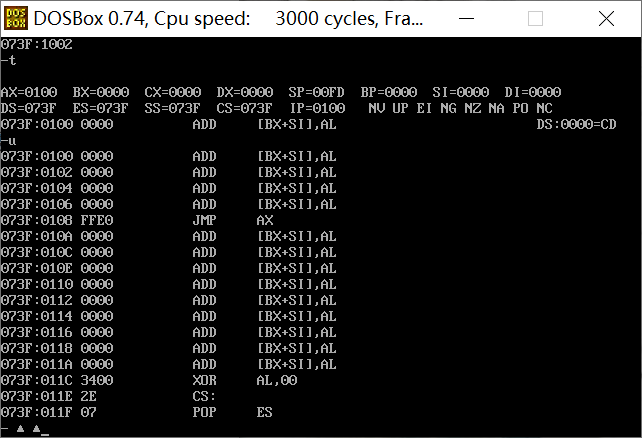 DOS
BOX
DOSBox 0.74, Cpu speed: 3000 cycles, Fra...
073F:1002
-t
AX=0100 BX=0000 CX=0000 DX=0000 SP=00FD BP=0000 SI=0000 DI=0000
DS=073F ES=073F SS=073F CS=073F IP=0100 NV UP EI NG NZ NA PO NC
073F:0100 0000 ADD [BX+SI],AL DS:0000=CD
-u
073F:0100 0000 ADD [BX+SI],AL
073F:0102 0000 ADD [BX+SI],AL
073F:0104 0000 ADD [BX+SI],AL
073F:0106 0000 ADD [BX+SI],AL
073F:0108 FFE0 JMP AX
073F:010A 0000 ADD [BX+SI],AL
073F:010C 0000 ADD [BX+SI],AL
073F:010E 0000 ADD [BX+SI],AL
073F:0110 0000 ADD [BX+SI],AL
073F:0112 0000 ADD [BX+SI],AL
073F:0114 0000 ADD [BX+SI],AL
073F:0116 0000 ADD [BX+SI],AL
073F:0118 0000 ADD [BX+SI],AL
073F:011A 0000 ADD [BX+SI],AL
073F:011C 3400 XOR AL,00
073F:011E 2E CS:
073F:011F 07 POP ES
- ▲ ▲_